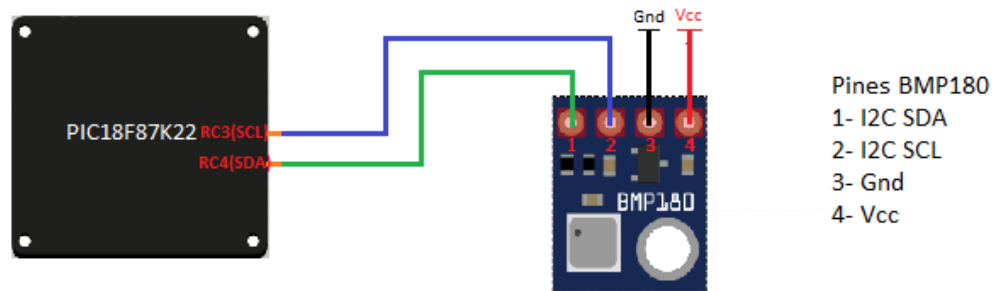 Gnd Vcc
PIC18F87K22 RC3(SCL)
RC4(SDA)
1 2 3 4
BMP180
Pines BMP180
1- I2C SDA
2- I2C SCL
3- Gnd
4- Vcc